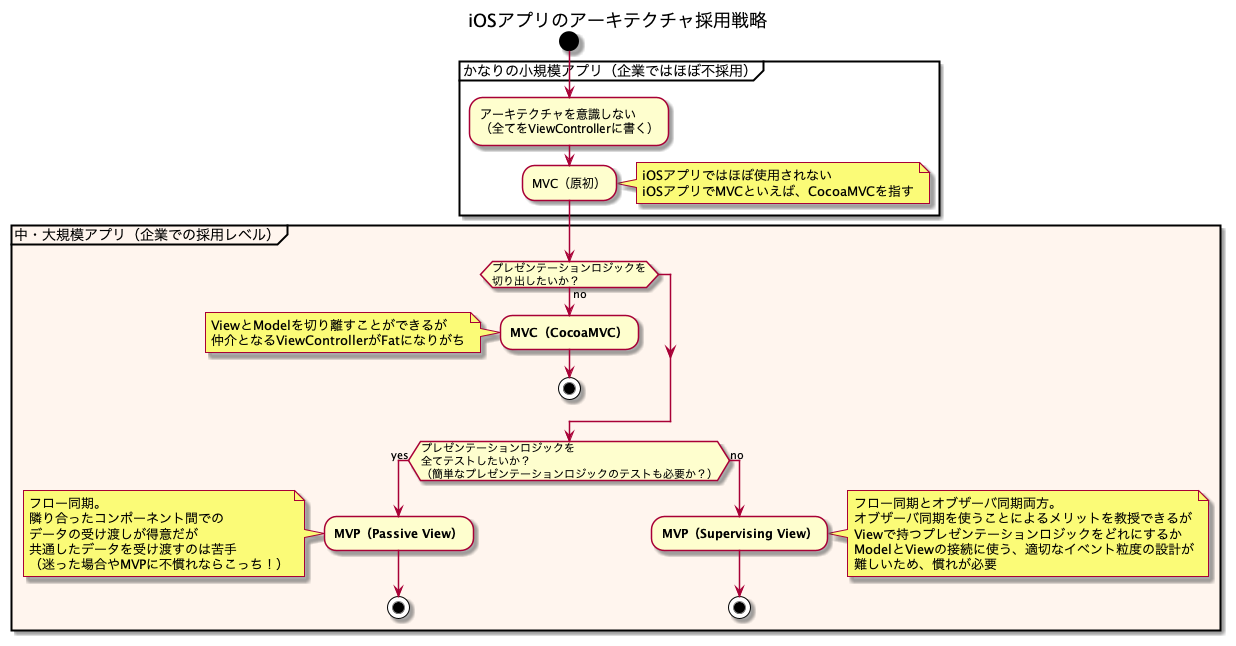 iOSアプリのアーキテクチャ採用戦略
かなりの小規模アプリ（企業ではほぼ不採用）
アーキテクチャを意識しない
（全てをViewControllerに書く）
MVC（原初）
iOSアプリではほぼ使用されない
iOSアプリでMVCといえば、CocoaMVCを指す
中・大規模アプリ（企業での採用レベル）
プレゼンテーションロジックを
切り出したいか？
no
ViewとModelを切り離すことができるが
仲介となるViewControllerがFatになりがち
MVC（CocoaMVC）
プレゼンテーションロジックを
全てテストしたいか？
（簡単なプレゼンテーションロジックのテストも必要か？）
yes
no
フロー同期。
隣り合ったコンポーネント間での
データの受け渡しが得意だが
共通したデータを受け渡すのは苦手
（迷った場合やMVPに不慣れならこっち！）
MVP（Passive View）
MVP（Supervising View）
フロー同期とオブザーバ同期両方。
オブザーバ同期を使うことによるメリットを教授できるが
Viewで持つプレゼンテーションロジックをどれにするか
ModelとViewの接続に使う、適切なイベント粒度の設計が
難しいため、慣れが必要